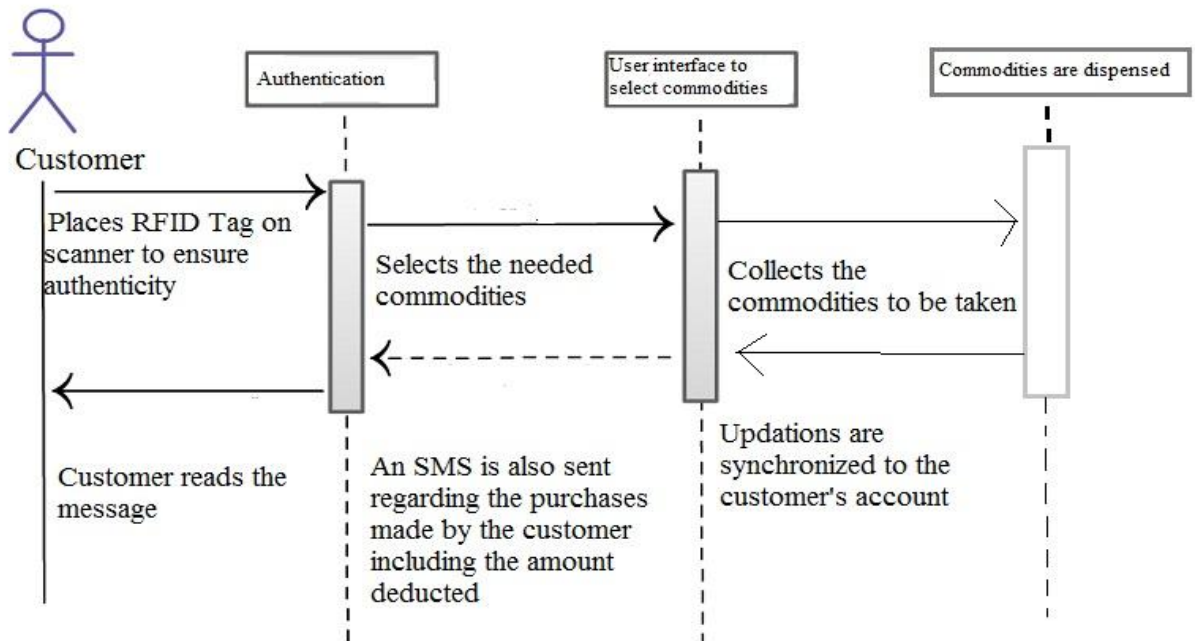 Authentication
User interface to
select commodities
Commodities are dispensed
Customer
Places RFID Tag on
scanner to ensure
authenticity
Selects the needed
commodities
Collects the
commodities to be taken
Customer reads the
message
An SMS is also sent
regarding the purchases
made by the customer
including the amount
deducted
Updations are
synchronized to the
customer's account